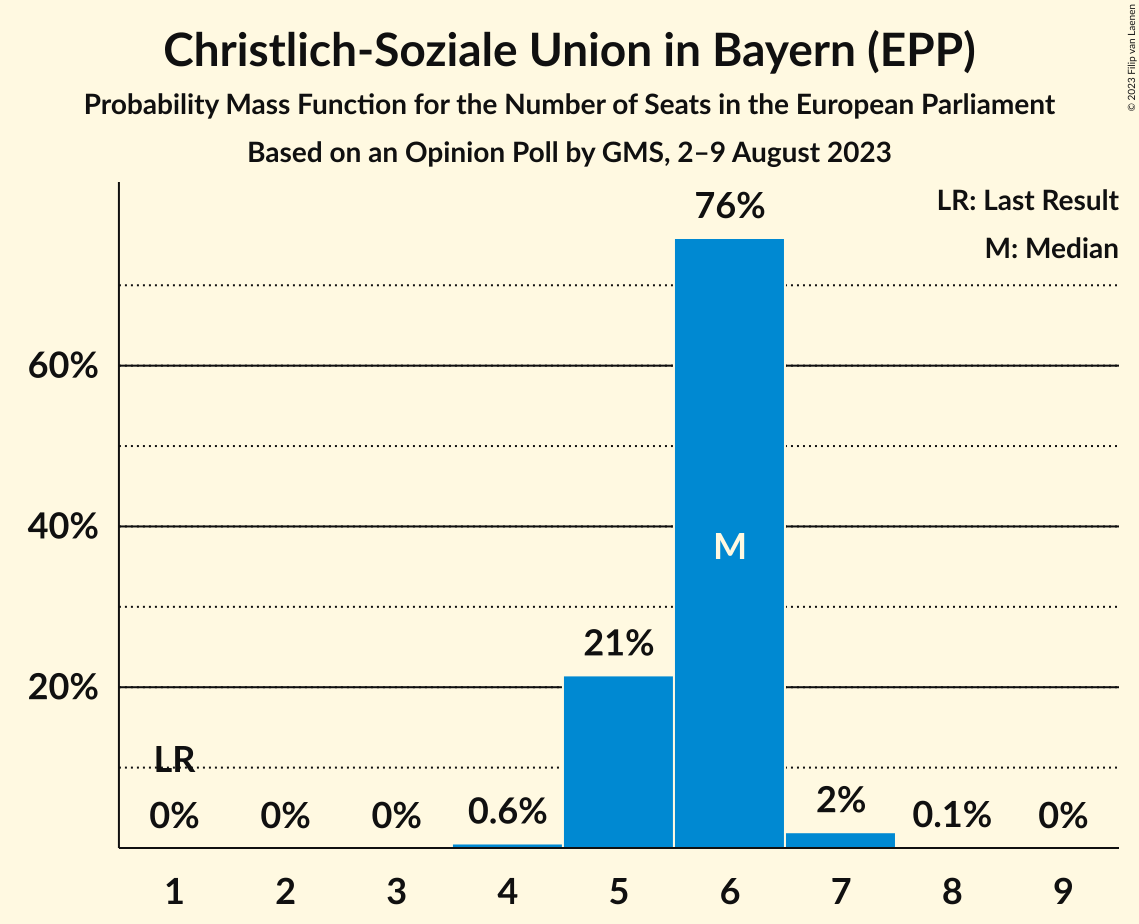 Christlich-Soziale Union in Bayern (EPP)
Probability Mass Function for the Number of Seats in the European Parliament
Based on an Opinion Poll by GMS, 2–9 August 2023
© 2023 Filip van Laenen
LR: Last Result
M: Median
76%
60%
40%
M
21%
20%
LR
0% 0% 0% 0.6% 2% 0.1% 0%
1 2 3 4 5 6 7 8 9